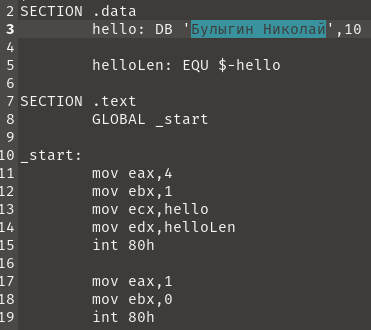 2 SECTION .data
3 hello: DB 'Булыгин Николай',10
4
5 helloLen: EQU $-hello
6
7 SECTION .text
8 GLOBAL _start
9
10 _start:
11 mov eax,4
12 mov ebx,1
13 mov ecx,hello
14 mov edx,helloLen
15 int 80h
16
17 mov eax,1
18 mov ebx,0
19 int 80h